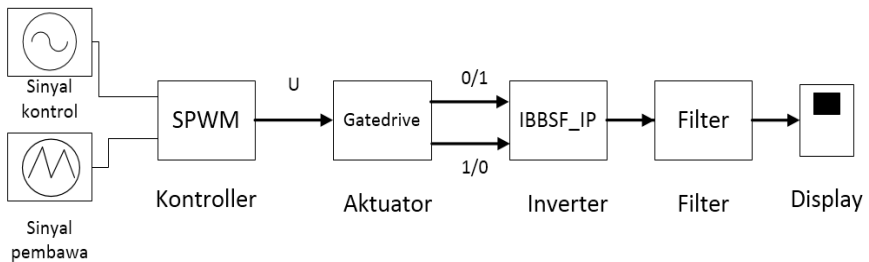 Sinyal
kontrol
Sinyal
pembawa
SPWM
Kontroller
U
Gatedrive
Aktuator
0/1
1/0
IBBSF_IP
Inverter
Filter
Filter
Display